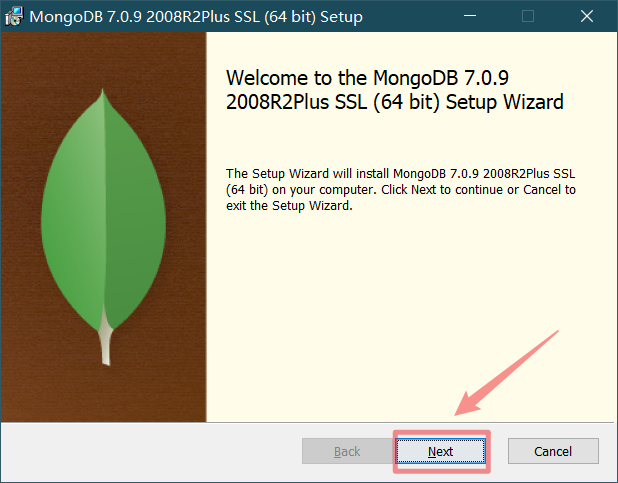 MongoDB 7.0.9 2008R2Plus SSL (64 bit) Setup
Welcome to the MongoDB 7.0.9
2008R2Plus SSL (64 bit) Setup Wizard
The Setup Wizard will install MongoDB 7.0.9 2008R2Plus SSL
(64 bit) on your computer. Click Next to continue or Cancel to
exit the Setup Wizard.
Back Next Cancel